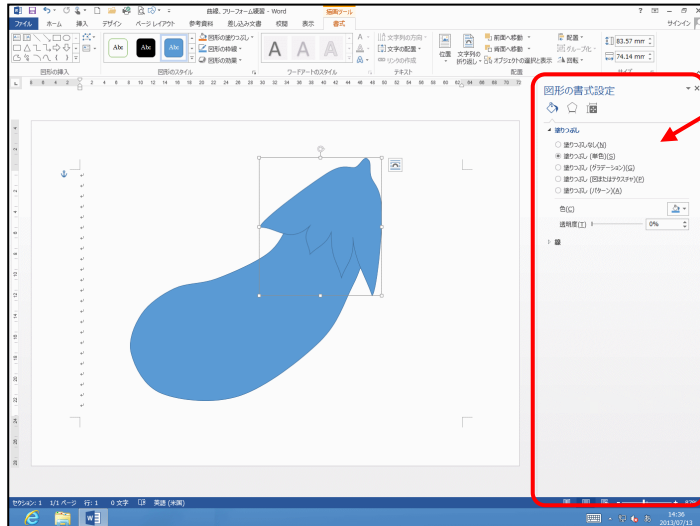 曲線、フリーフォーム練習 - Word
描画ツール
ファイル ホーム 挿入 デザイン ページ レイアウト 参考資料 差し込み文書 校閲 表示 書式
サインイン
Abc Abc Abc
図形の塗りつぶし
図形の枠線
図形の効果
A A A
文字列の方向
文字の配置
リンクの作成
位置
文字列の
折り返し
前面へ移動
背面へ移動
オブジェクトの選択と表示
配置
グループ化
回転
83.57 mm
74.14 mm
図形の挿入 図形のスタイル ワードアートのスタイル テキスト 配置 サイズ
図形の書式設定
塗りつぶし
塗りつぶしなし(N)
塗りつぶし (単色)(S)
塗りつぶし (グラデーション)(G)
塗りつぶし (図またはテクスチャ)(P)
塗りつぶし (パターン)(A)
色(C)
透明度(T) 0%
線
セクション: 1 1/1 ページ 行: 1 0 文字 英語 (米国)
87%
14:36
2013/07/13